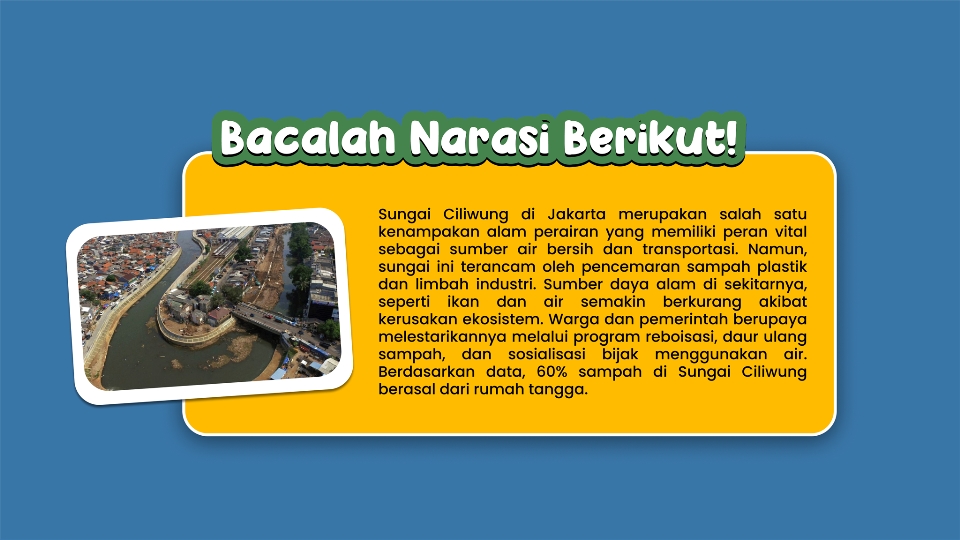 Bacalah Narasi Berikut!
Sungai Ciliwung di Jakarta merupakan salah satu
kenampakan alam perairan yang memiliki peran vital
sebagai sumber air bersih dan transportasi. Namun,
sungai ini terancam oleh pencemaran sampah plastik
dan limbah industri. Sumber daya alam di sekitarnya,
seperti ikan dan air semakin berkurang akibat
kerusakan ekosistem. Warga dan pemerintah berupaya
melestarikannya melalui program reboisasi, daur ulang
sampah, dan sosialisasi bijak menggunakan air.
Berdasarkan data, 60% sampah di Sungai Ciliwung
berasal dari rumah tangga.